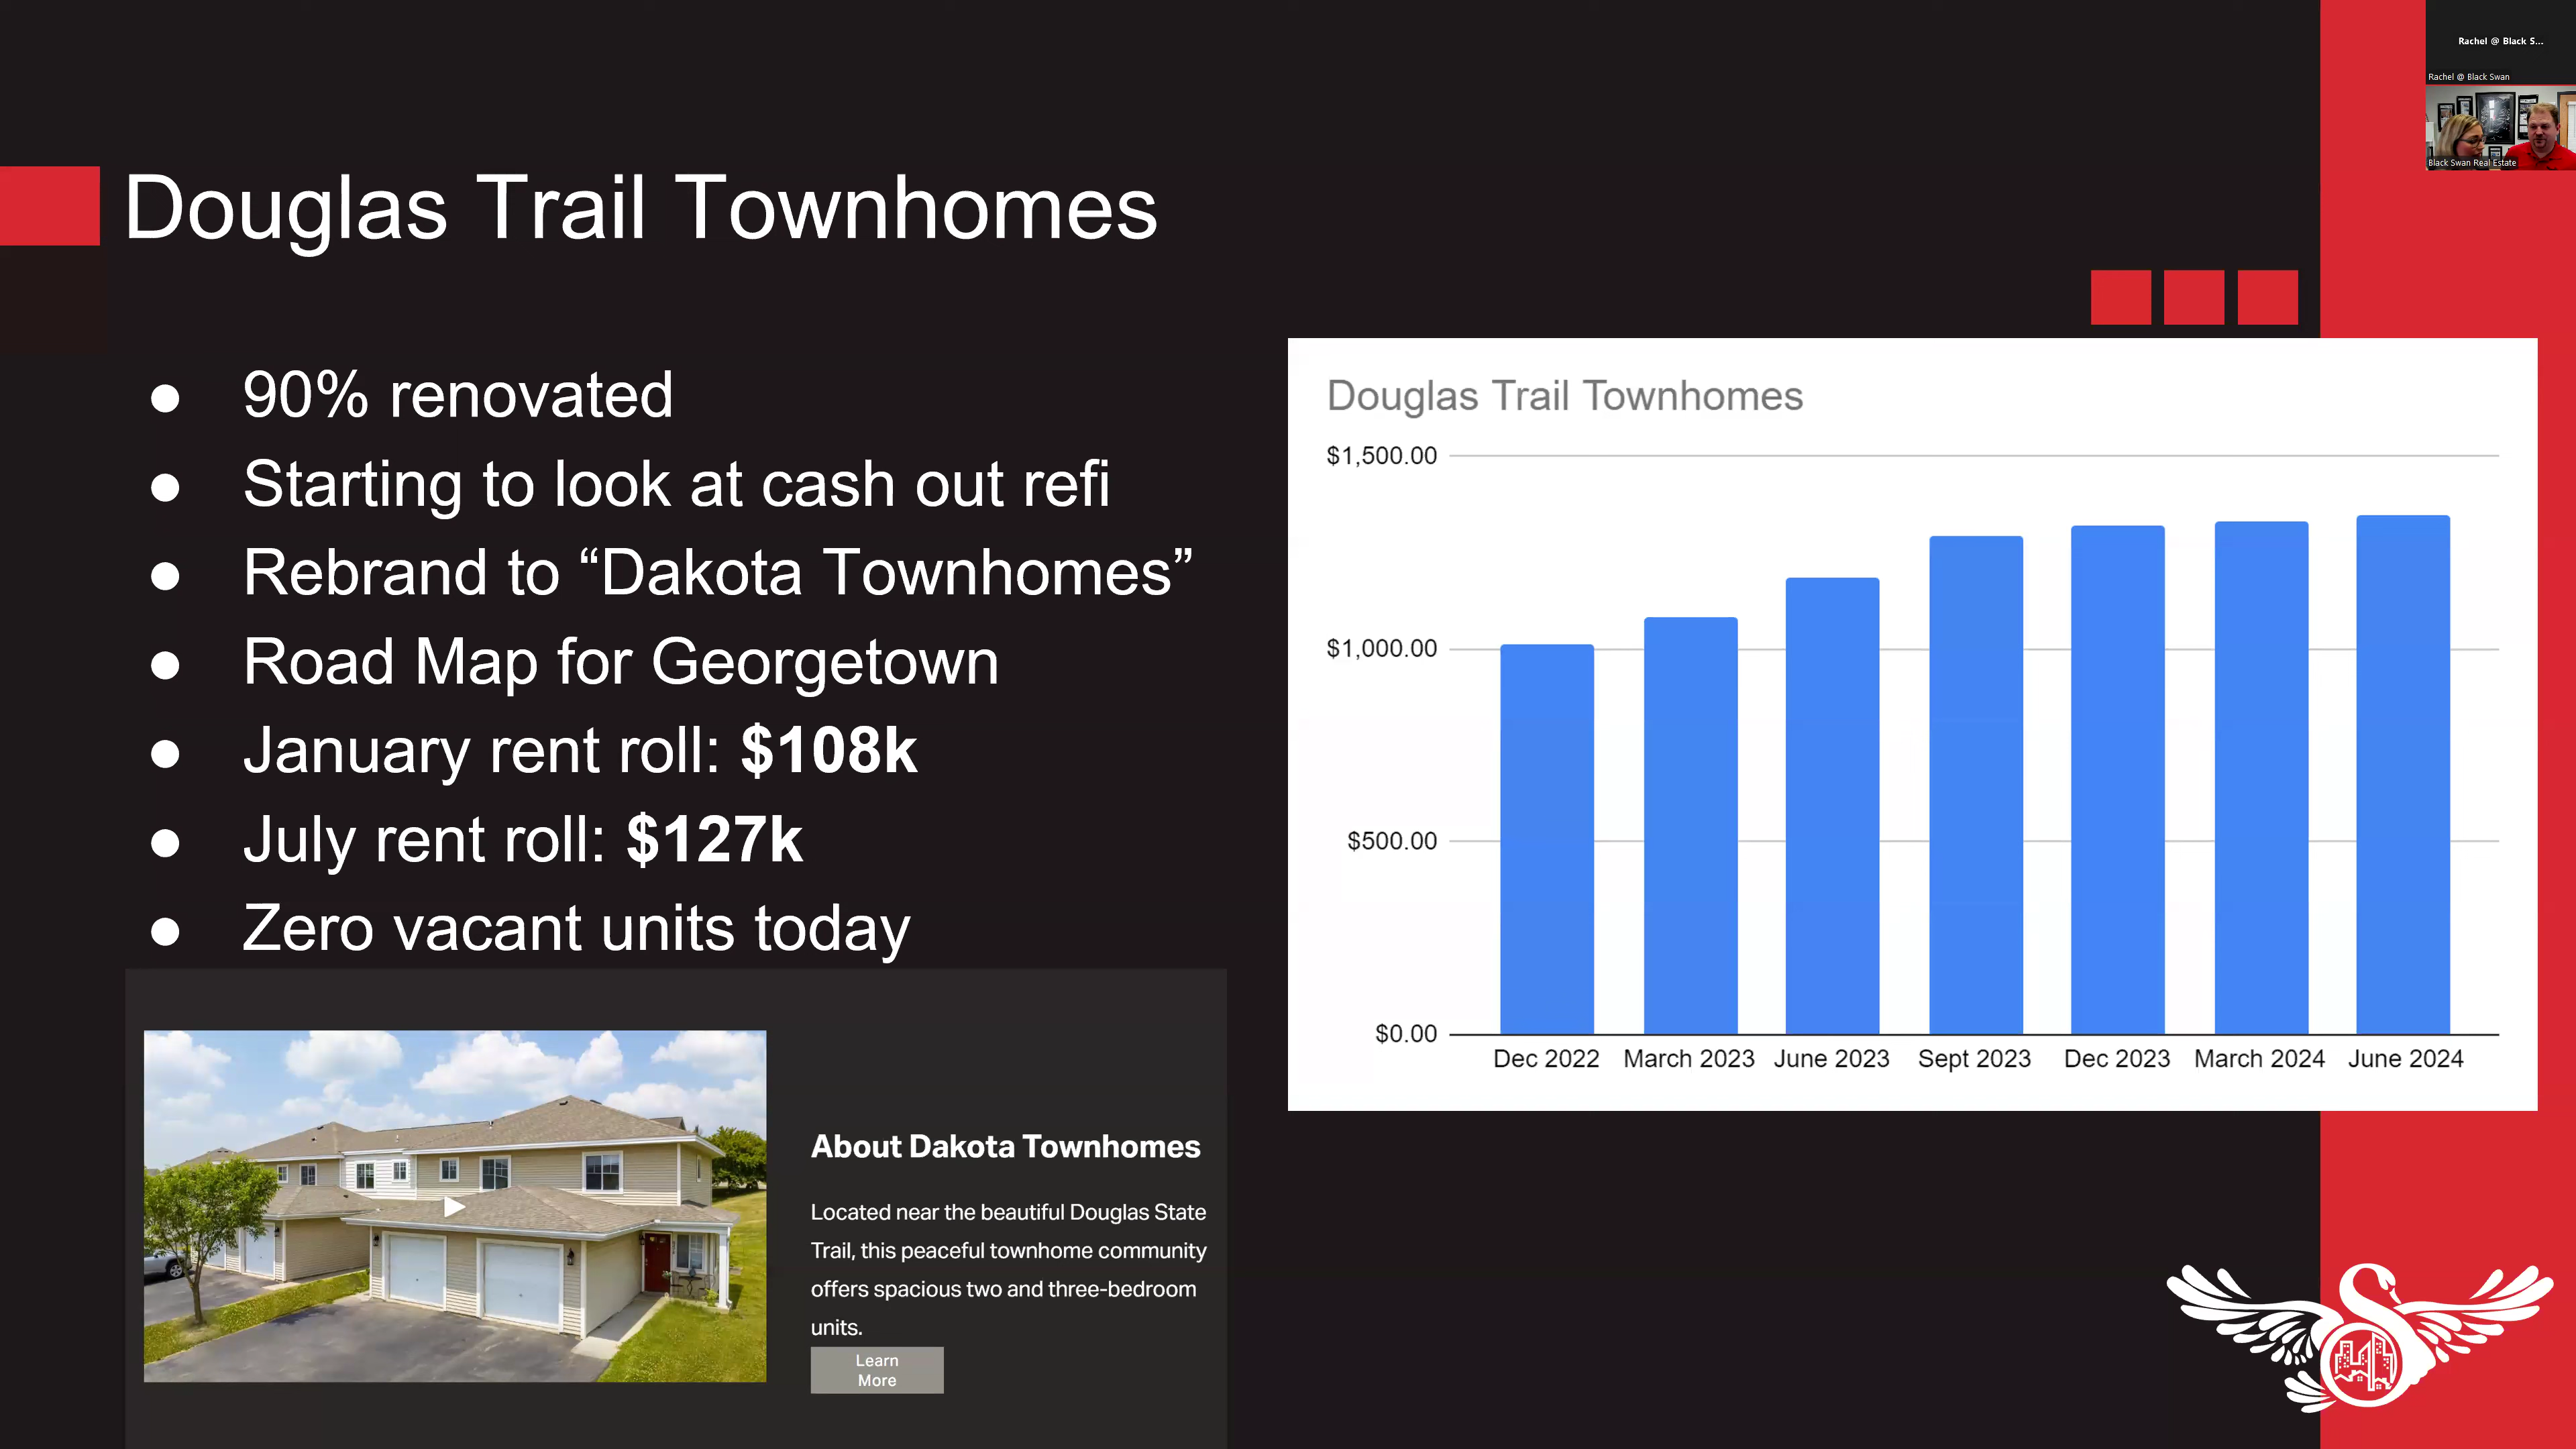 Rachel @ Black S...
Rachel @ Black Swan
Black Swan Real Estate
Douglas Trail Townhomes
● 90% renovated
● Starting to look at cash out refi
● Rebrand to “Dakota Townhomes”
● Road Map for Georgetown
● January rent roll: $108k
● July rent roll: $127k
● Zero vacant units today
Douglas Trail Townhomes
$1,500.00
$1,000.00
$500.00
$0.00
Dec 2022 March 2023 June 2023 Sept 2023 Dec 2023 March 2024 June 2024
About Dakota Townhomes
Located near the beautiful Douglas State
Trail, this peaceful townhome community
offers spacious two and three-bedroom
units.
Learn
More